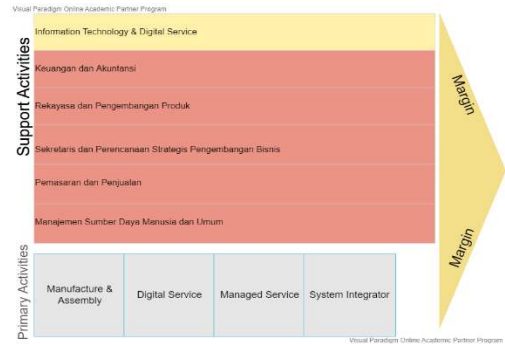 Visual Paradigm Online Academic Partner Program
Support Activities
Information Technology & Digital Service
Keuangan dan Akuntansi
Rekayasa dan Pengembangan Produk
Sekretaris dan Perencanaan Strategis Pengembangan Bisnis
Pemasaran dan Penjualan
Manajemen Sumber Daya Manusia dan Umum
Margin
Margin
Primary Activities
Manufacture &
Assembly
Digital Service
Managed Service
System Integrator
Visual Paradigm Online Academic Partner Program